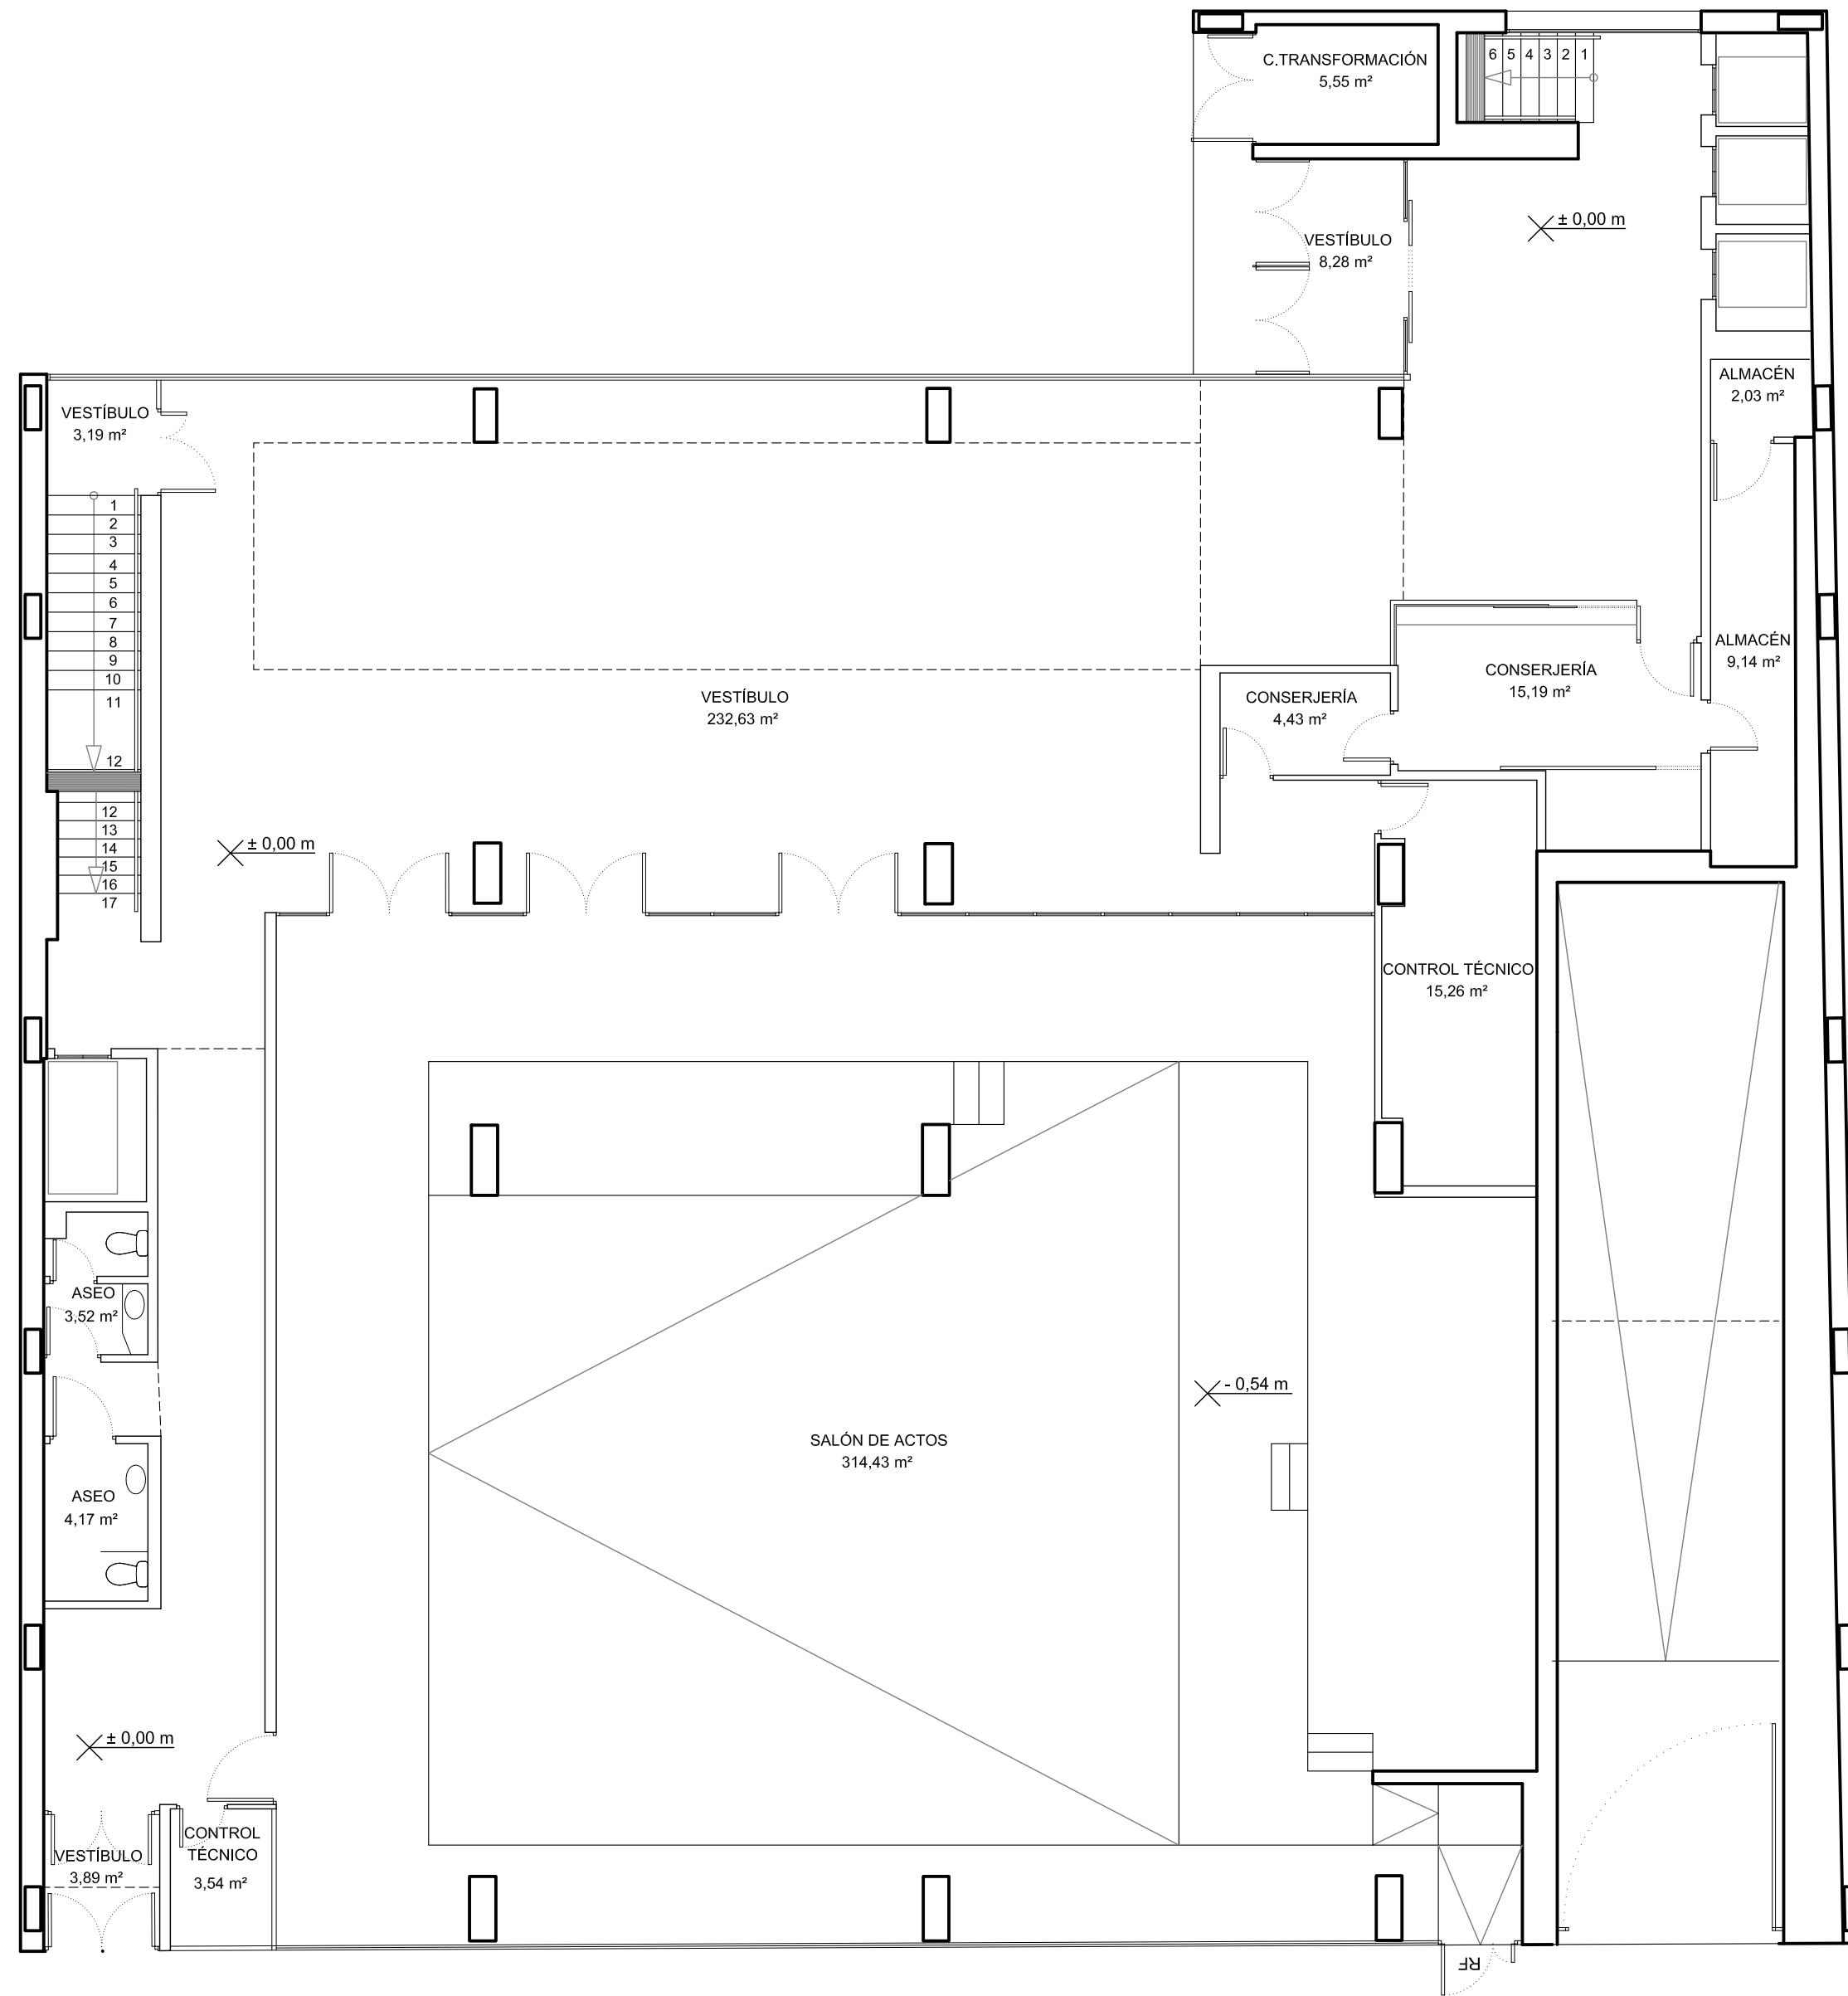 C.TRANSFORMACIÓN
5,55 m²
6 5 4 3 2 1
± 0,00 m
VESTÍBULO
8,28 m²
ALMACÉN
2,03 m²
VESTÍBULO
3,19 m²
1
2
3
4
5
6
7
8
9
10
11
12
12
13
14
15
16
17
VESTÍBULO
232,63 m²
CONSERJERÍA
4,43 m²
CONSERJERÍA
15,19 m²
ALMACÉN
9,14 m²
± 0,00 m
CONTROL TÉCNICO
15,26 m²
ASEO
3,52 m²
ASEO
4,17 m²
- 0,54 m
SALÓN DE ACTOS
314,43 m²
± 0,00 m
VESTÍBULO
3,89 m²
CONTROL
TÉCNICO
3,54 m²
RF